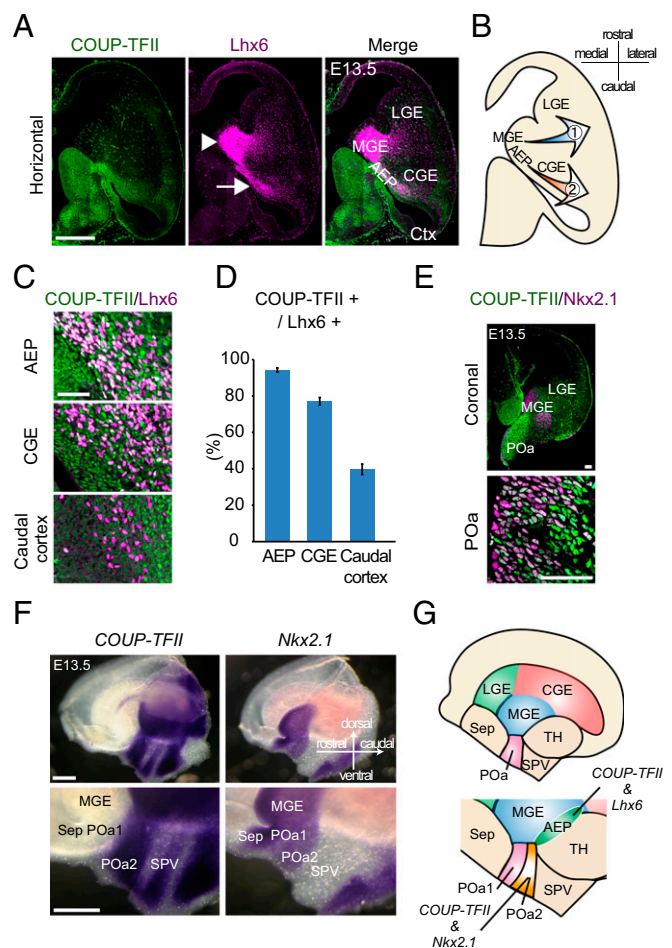 A
COUP-TFII
Lhx6
Merge
E13.5
LGE
MGE
AEP
CGE
Ctx
Horizontal
B
rostral
medial
lateral
caudal
LGE
MGE
①
AEP
CGE
②
C
COUP-TFII/Lhx6
AEP
CGE
Caudal
cortex
D
COUP-TFII +
/ Lhx6 +
100
80
60
40
20
0
(%)
AEP CGE Caudal
cortex
E
COUP-TFII/Nkx2.1
E13.5
LGE
MGE
POa
Coronal
POa
F
COUP-TFII
Nkx2.1
E13.5
dorsal
rostral
caudal
ventral
MGE
Sep POa1
POa2
SPV
MGE
Sep
POa1
POa2
SPV
G
LGE
CGE
MGE
Sep
TH
SPV
POa
COUP-TFII
&
Lhx6
MGE
AEP
Sep
TH
SPV
POa1
POa2
COUP-TFII
&
Nkx2.1